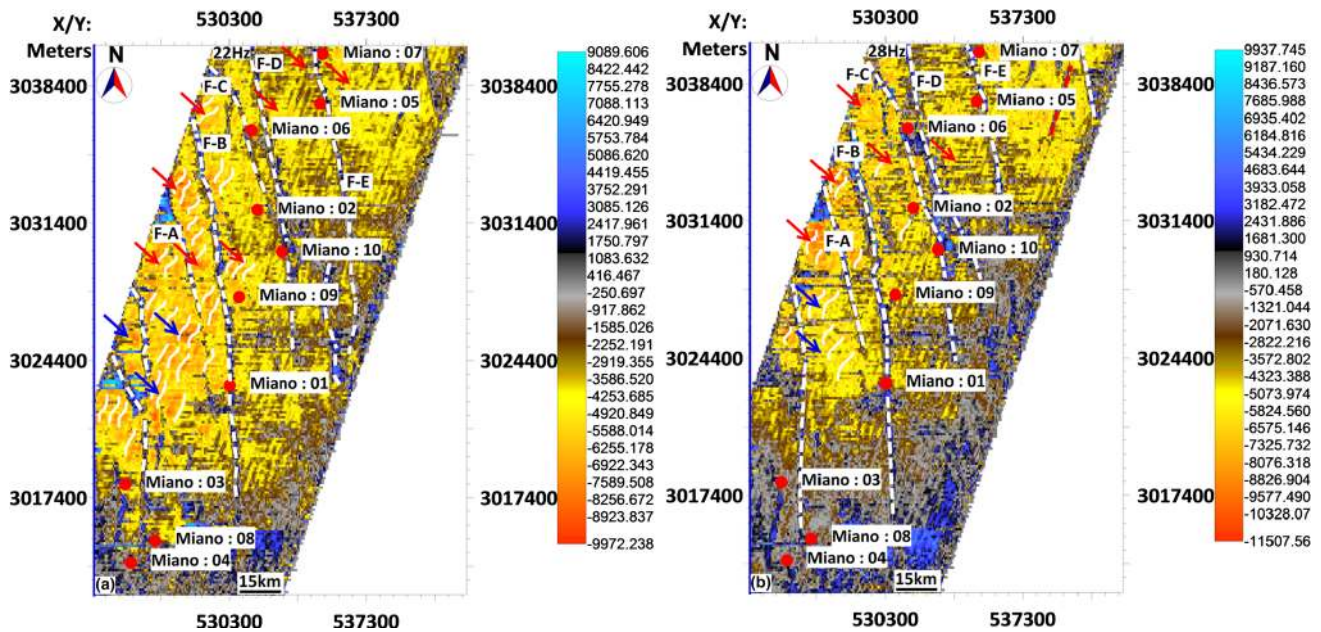 X/Y:
530300 537300
Meters
N
22Hz
F-D
Miano : 07
3038400
F-C
Miano : 05
Miano : 06
F-B
F-E
Miano : 02
3031400
F-A
Miano : 10
Miano : 09
3024400
Miano : 01
Miano : 03
3017400
Miano : 08
Miano : 04
(a)
15km
530300 537300
9089.606
8422.442
7755.278
7088.113
6420.949
5753.784
5086.620
4419.455
3752.291
3085.126
2417.961
1750.797
1083.632
416.467
-250.697
-917.862
-1585.026
-2252.191
-2919.355
-3586.520
-4253.685
-4920.849
-5588.014
-6255.178
-6922.343
-7589.508
-8256.672
-8923.837
-9972.238
X/Y:
530300 537300
Meters
N
28Hz
Miano : 07
F-C
F-D
F-E
3038400
Miano : 05
Miano : 06
F-B
Miano : 02
3031400
F-A
Miano : 10
Miano : 09
3024400
Miano : 01
Miano : 03
3017400
Miano : 08
Miano : 04
(b)
15km
530300 537300
9937.745
9187.160
8436.573
7685.988
6935.402
6184.816
5434.229
4683.644
3933.058
3182.472
2431.886
1681.300
930.714
180.128
-570.458
-1321.044
-2071.630
-2822.216
-3572.802
-4323.388
-5073.974
-5824.560
-6575.146
-7325.732
-8076.318
-8826.904
-9577.490
-10328.07
-11507.56